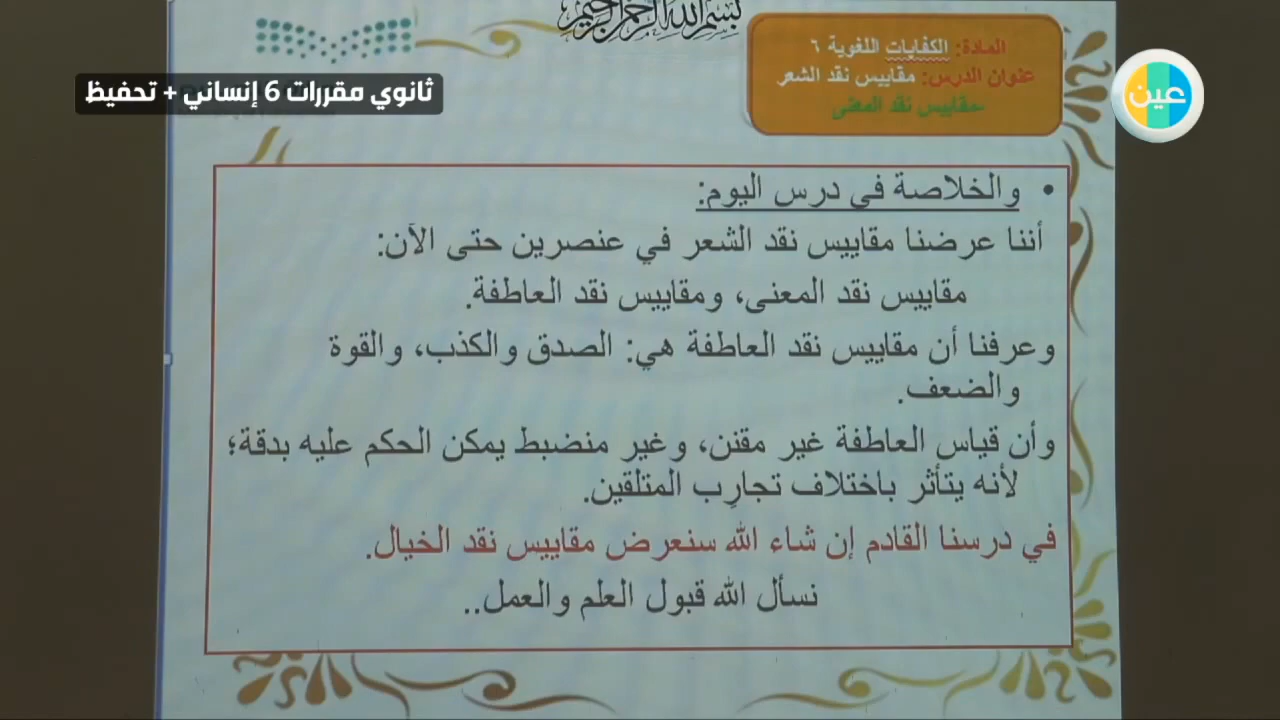 بسم الله الرحمن الرحيم
المادة: الكفايات اللغوية ٦
عنوان الدرس: مقاييس نقد الشعر
-مقاييس نقد المعنى
عين
ثانوي مقررات 6 إنساني + تحفيظ
• والخلاصة في درس اليوم:
أننا عرضنا مقاييس نقد الشعر في عنصرين حتى الآن:
مقاييس نقد المعنى، ومقاييس نقد العاطفة.
وعرفنا أن مقاييس نقد العاطفة هي: الصدق والكذب، والقوة
والضعف.
وأن قياس العاطفة غير مقنن، وغير منضبط يمكن الحكم عليه بدقة؛
لأنه يتأثر باختلاف تجارِب المتلقين.
في درسنا القادم إن شاء الله سنعرض مقاييس نقد الخيال.
نسأل الله قبول العلم والعمل..